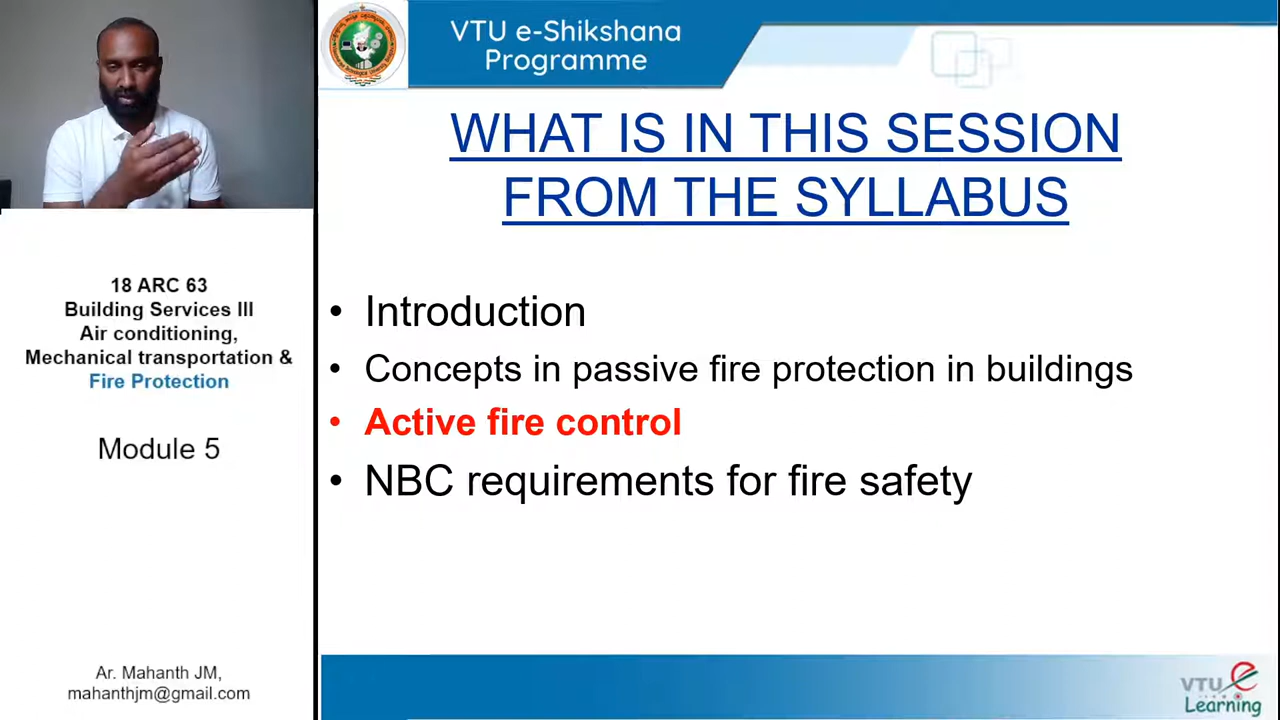 VTU e-Shikshana
Programme
WHAT IS IN THIS SESSION
FROM THE SYLLABUS
18 ARC 63
Building Services III
Air conditioning,
Mechanical transportation &
Fire Protection
Module 5
• Introduction
• Concepts in passive fire protection in buildings
• Active fire control
• NBC requirements for fire safety
Ar. Mahanth JM,
mahanthjm@gmail.com
VTU e
Learning